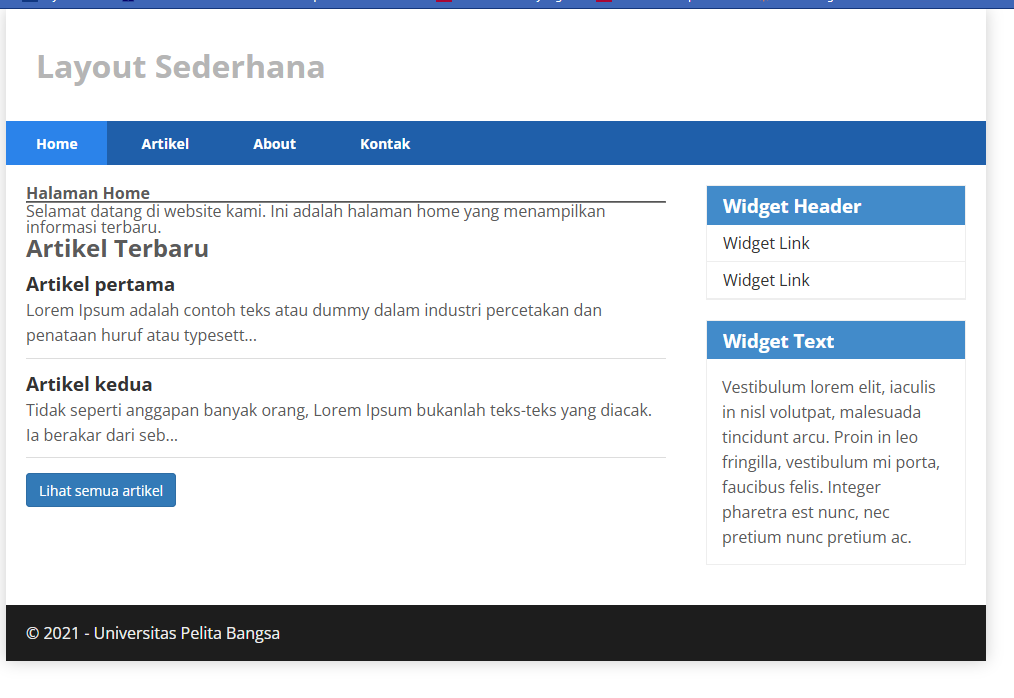 Layout Sederhana
Home Artikel About Kontak
Halaman Home
Selamat datang di website kami. Ini adalah halaman home yang menampilkan
informasi terbaru.
Artikel Terbaru
Artikel pertama
Lorem Ipsum adalah contoh teks atau dummy dalam industri percetakan dan
penataan huruf atau typesett...
Artikel kedua
Tidak seperti anggapan banyak orang, Lorem Ipsum bukanlah teks-teks yang diacak.
Ia berakar dari seb...
Lihat semua artikel
Widget Header
Widget Link
Widget Link
Widget Text
Vestibulum lorem elit, iaculis
in nisl volutpat, malesuada
tincidunt arcu. Proin in leo
fringilla, vestibulum mi porta,
faucibus felis. Integer
pharetra est nunc, nec
pretium nunc pretium ac.
© 2021 - Universitas Pelita Bangsa